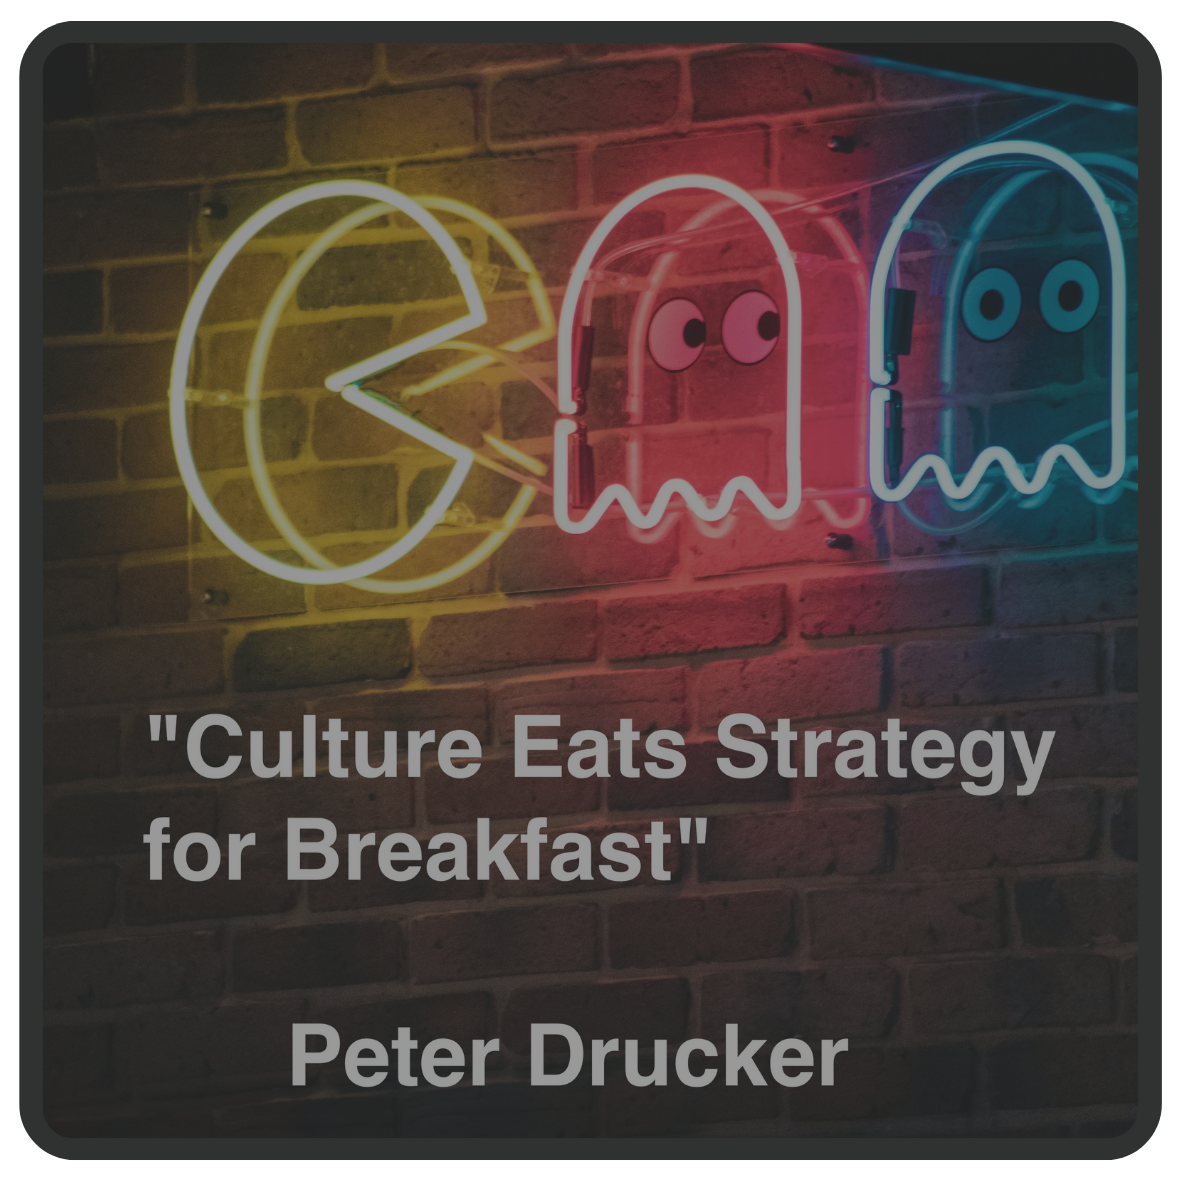 "Culture Eats Strategy
for Breakfast"
Peter Drucker